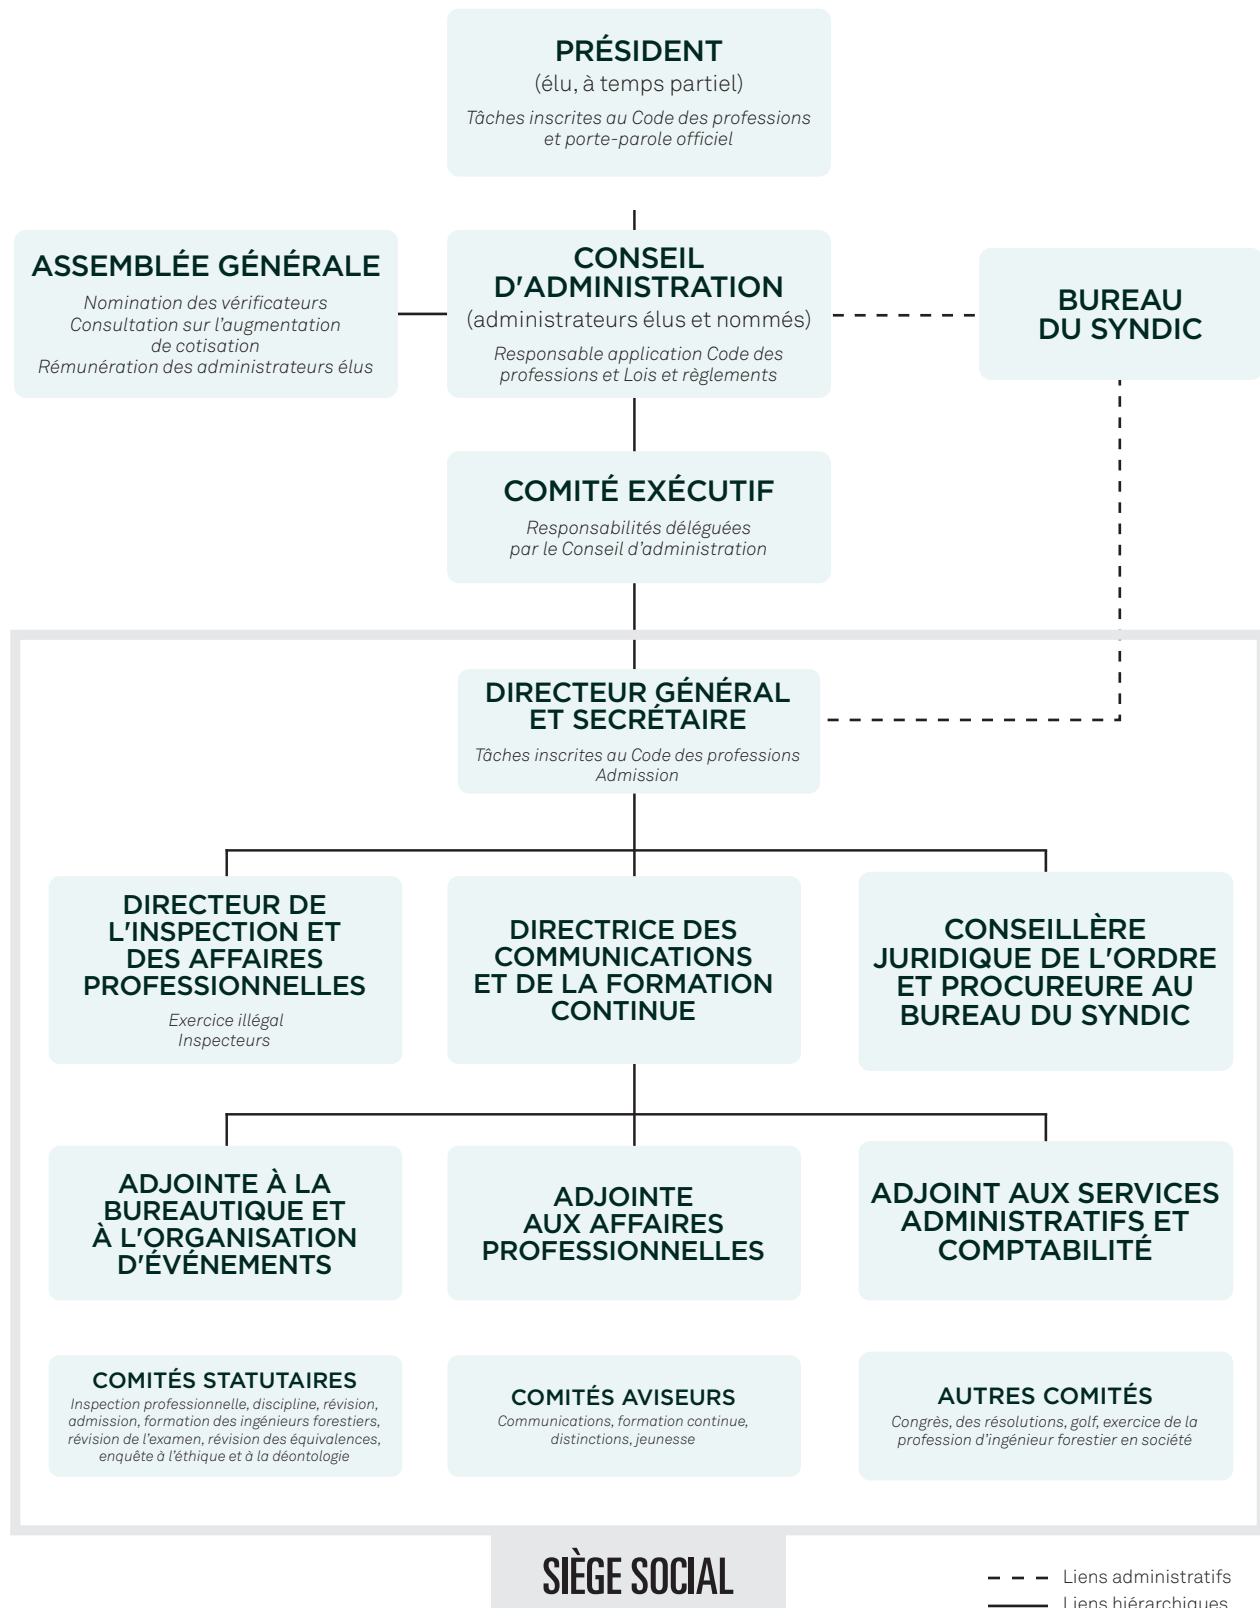 PRÉSIDENT
(élu, à temps partiel)
Tâches inscrites au Code des professions
et porte-parole officiel
ASSEMBLÉE GÉNÉRALE
Nomination des vérificateurs
Consultation sur l'augmentation
de cotisation
Rémunération des administrateurs élus
CONSEIL
D'ADMINISTRATION
(administrateurs élus et nommés)
Responsable application Code des
professions et Lois et règlements
BUREAU
DU SYNDIC
COMITÉ EXÉCUTIF
Responsabilités déléguées
par le Conseil d'administration
DIRECTEUR GÉNÉRAL
ET SECRÉTAIRE
Tâches inscrites au Code des professions
Admission
DIRECTEUR DE
L'INSPECTION ET
DES AFFAIRES
PROFESSIONNELLES
Exercice illégal
Inspecteurs
DIRECTRICE DES
COMMUNICATIONS
ET DE LA FORMATION
CONTINUE
CONSEILLÈRE
JURIDIQUE DE L'ORDRE
ET PROCUREURE AU
BUREAU DU SYNDIC
ADJOINTE À LA
BUREAUTIQUE ET
À L'ORGANISATION
D'ÉVÉNEMENTS
ADJOINTE
AUX AFFAIRES
PROFESSIONNELLES
ADJOINT AUX SERVICES
ADMINISTRATIFS ET
COMPTABILITÉ
COMITÉS STATUTAIRES
Inspection professionnelle, discipline, révision,
admission, formation des ingénieurs forestiers,
révision de l'examen, révision des équivalences,
enquête à l'éthique et à la déontologie
COMITÉS AVISEURS
Communications, formation continue,
distinctions, jeunesse
AUTRES COMITÉS
Congrès, des résolutions, golf, exercice de la
profession d'ingénieur forestier en société
SIÈGE SOCIAL
Liens administratifs
Liens hiérarchiques